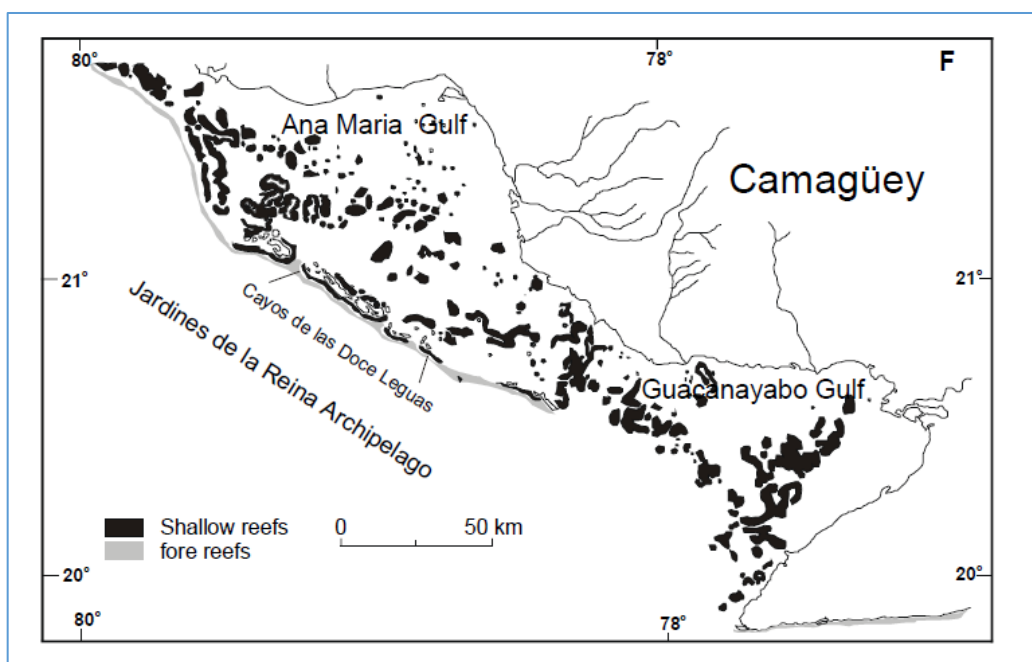 80°
78°
F
Ana Maria Gulf
Camagüey
21°
21°
Cayos de las Doce Leguas
Jardines de la Reina Archipelago
Guacanayabo Gulf
Shallow reefs
0 50 km
fore reefs
20°
20°
80°
78°